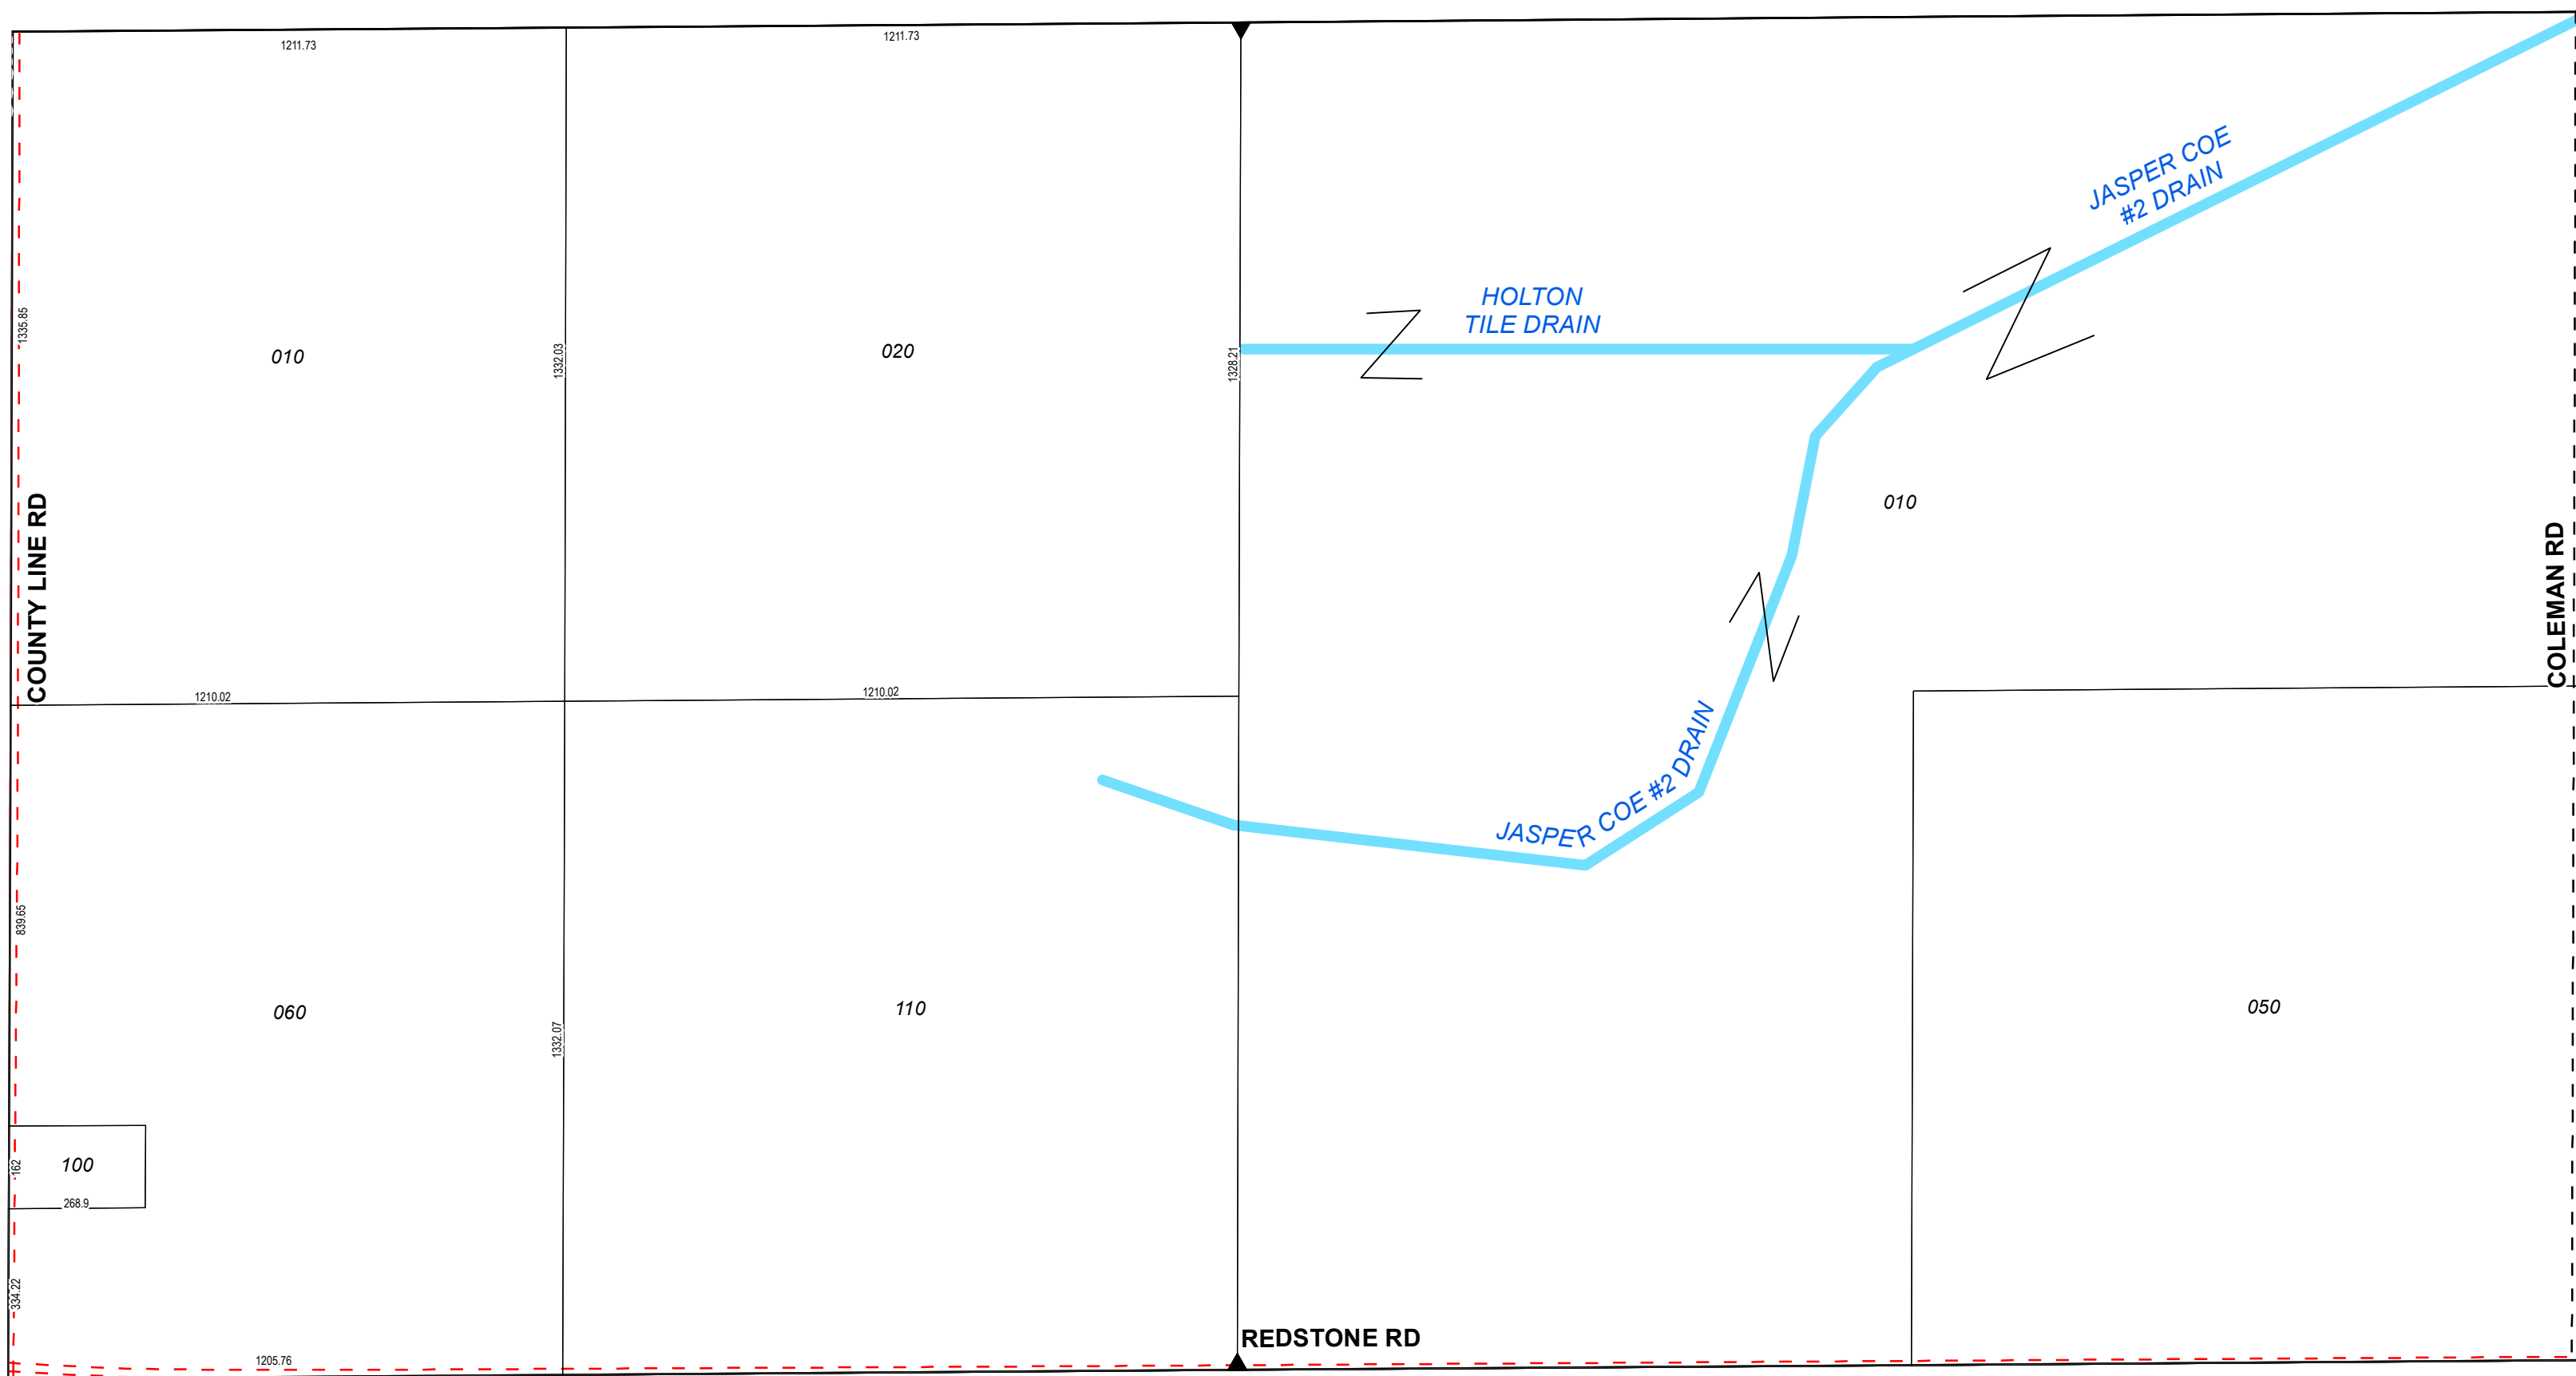 1211.73
1211.73
JASPER COE
#2 DRAIN
HOLTON
TILE DRAIN
1335.85
010
1332.03
020
1328.21
010
COUNTY LINE RD
COLEMAN RD
1210.02
1210.02
JASPER COE #2 DRAIN
839.65
060
1332.07
110
050
100
162
268.9
334.22
REDSTONE RD
1205.76